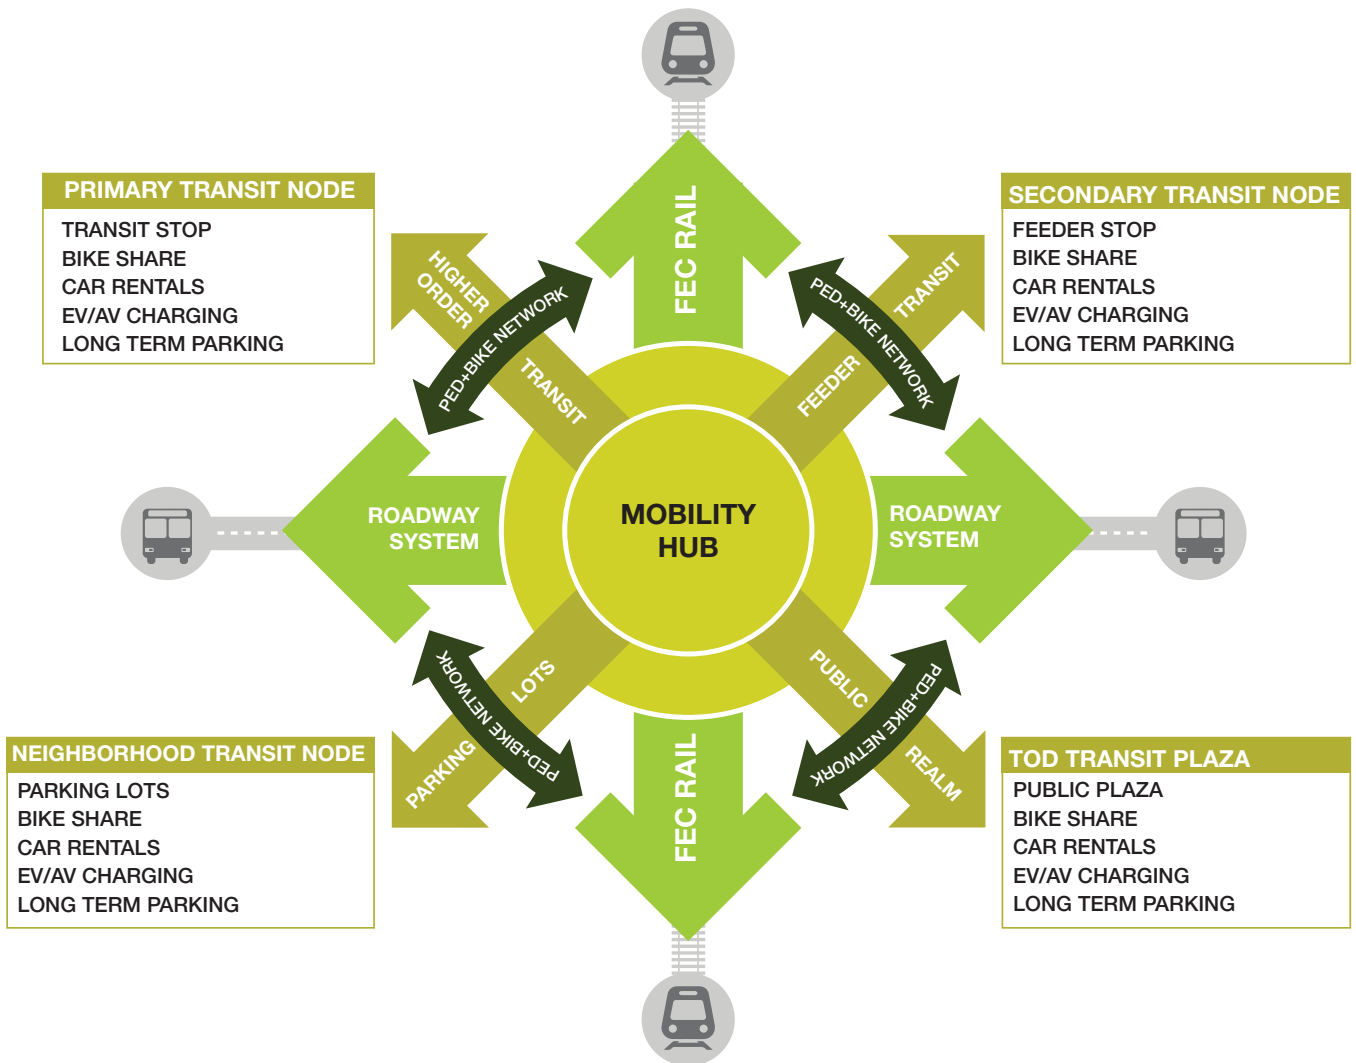 FEC RAIL
PRIMARY TRANSIT NODE
TRANSIT STOP
BIKE SHARE
CAR RENTALS
EV/AV CHARGING
LONG TERM PARKING
SECONDARY TRANSIT NODE
FEEDER STOP
BIKE SHARE
CAR RENTALS
EV/AV CHARGING
LONG TERM PARKING
HIGHER
ORDER
TRANSIT
PED+BIKE NETWORK
PED+BIKE NETWORK
FEEDER
TRANSIT
ROADWAY
SYSTEM
MOBILITY
HUB
ROADWAY
SYSTEM
PARKING
LOTS
PED+BIKE NETWORK
PED+BIKE NETWORK
PUBLIC
REALM
FEC RAIL
NEIGHBORHOOD TRANSIT NODE
PARKING LOTS
BIKE SHARE
CAR RENTALS
EV/AV CHARGING
LONG TERM PARKING
TOD TRANSIT PLAZA
PUBLIC PLAZA
BIKE SHARE
CAR RENTALS
EV/AV CHARGING
LONG TERM PARKING